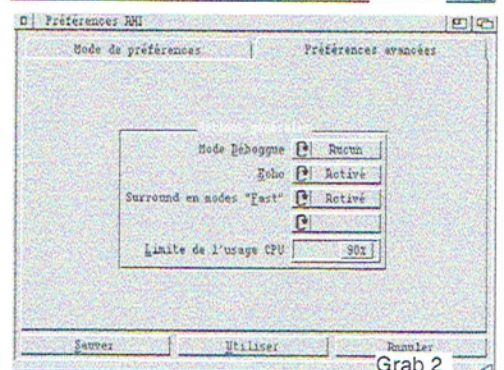 Préférences AHI
Mode de préférences
Préférences avancées
Mode Déboggue Aucun
Echo Activé
Surround en modes "Fast" Activé
Limite de l'usage CPU 90%
Sauver Utiliser Annuler
Grab 2